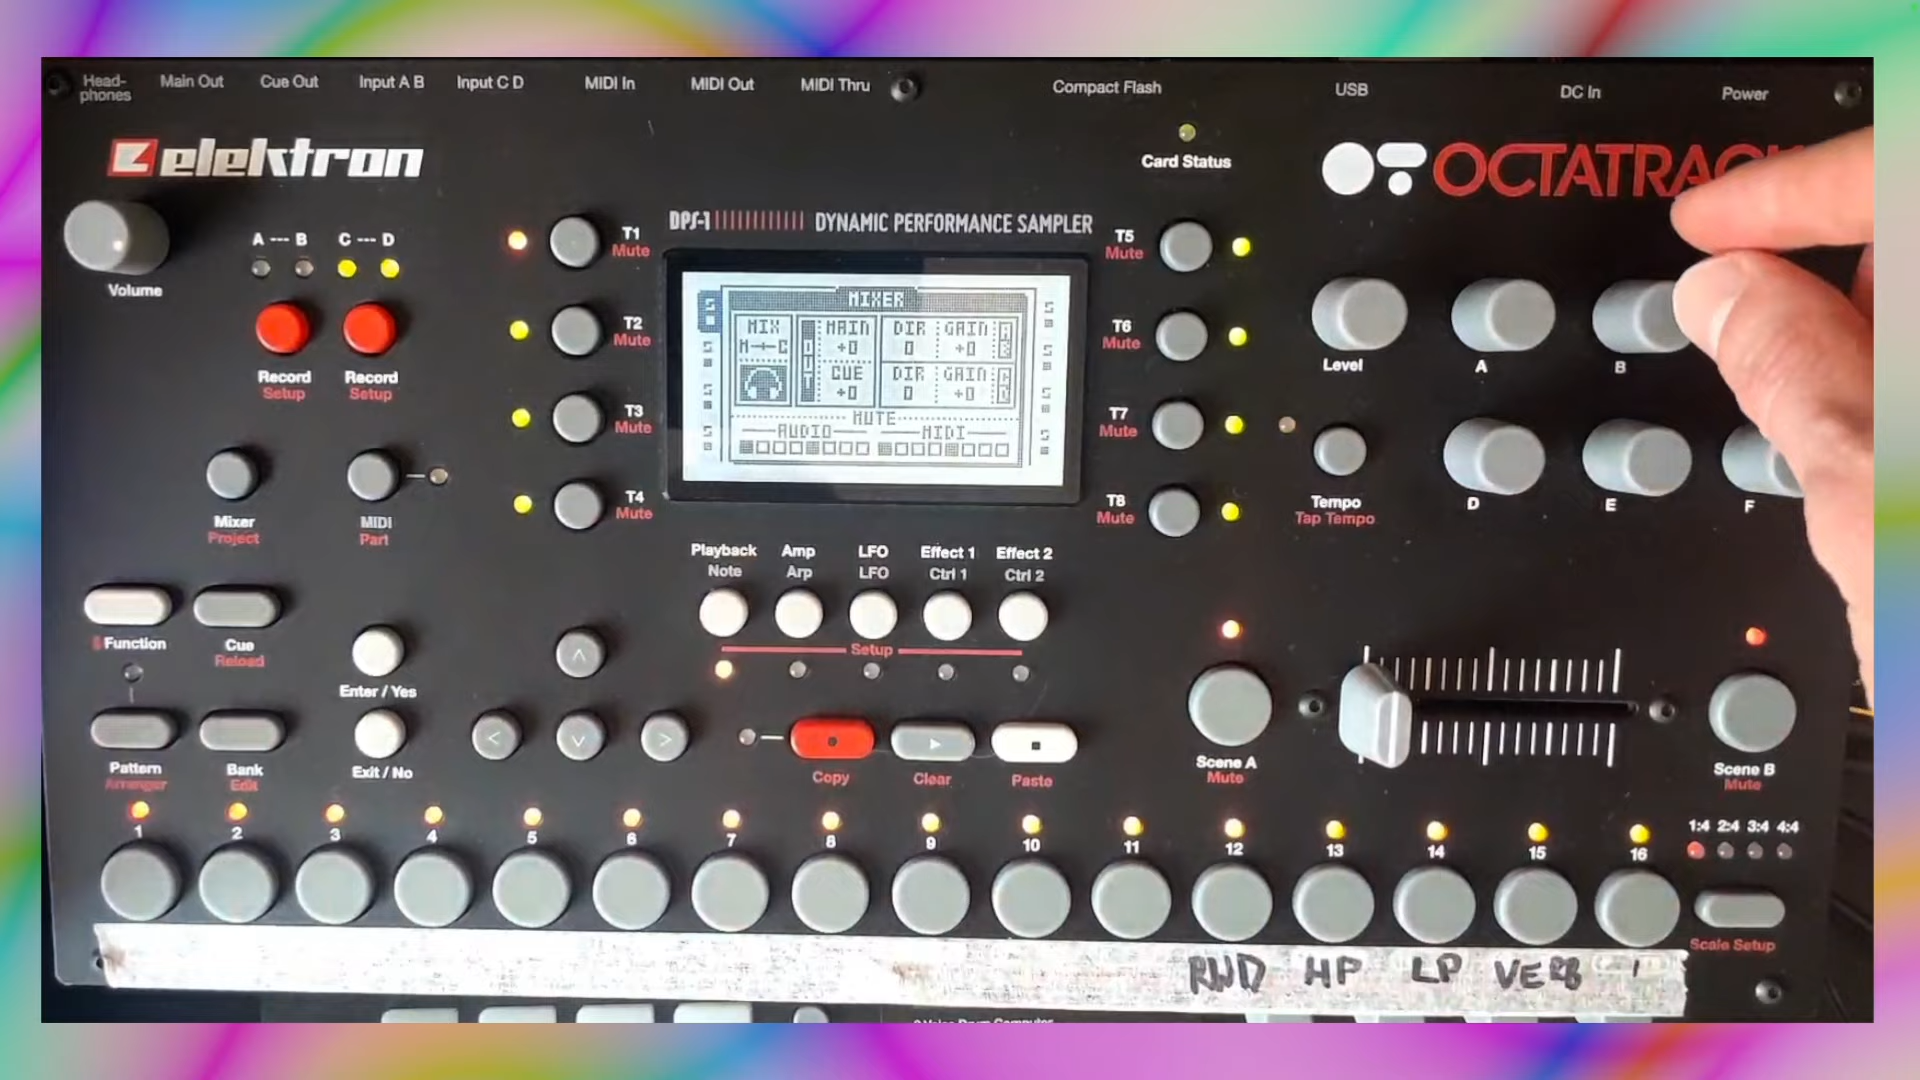 Head-
phones
Main Out
Cue Out
Input A B
Input C D
MIDI In
MIDI Out
MIDI Thru
Compact Flash
USB
DC In
Power
elektron
Card Status
OCTATRACK
DPS-1 DYNAMIC PERFORMANCE SAMPLER
A --- B
C --- D
Volume
T1
Mute
T2
Mute
T3
Mute
T4
Mute
T5
Mute
T6
Mute
T7
Mute
T8
Mute
MIXER
MIX
MAIN
DIR
GAIN
+0
0
+0
OUT
CUE
DIR
GAIN
+0
0
+0
MUTE
AUDIO
MIDI
Level
A
B
D
E
F
Record
Setup
Record
Setup
Mixer
Project
MIDI
Part
Tempo
Tap Tempo
Playback
Note
Amp
Arp
LFO
LFO
Effect 1
Ctrl 1
Effect 2
Ctrl 2
Setup
Function
Cue
Reload
Enter / Yes
Exit / No
Pattern
Arranger
Bank
Edit
Copy
Clear
Paste
Scene A
Mute
Scene B
Mute
1 2 3 4 5 6 7 8 9 10 11 12 13 14 15 16
1:4 2:4 3:4 4:4
Scale Setup
RND HP LP VERB